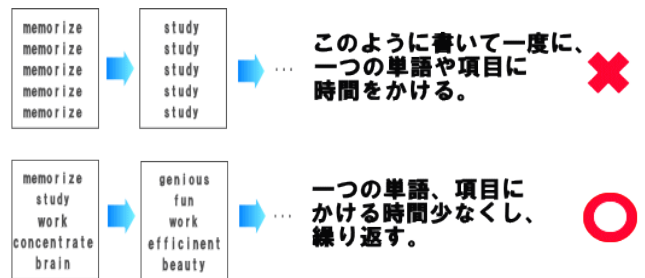 memorize
memorize
memorize
memorize
memorize
study
study
study
study
study
...
このように書いて一度に、
一つの単語や項目に
時間をかける。
memorize
study
work
concentrate
brain
genious
fun
work
efficinent
beauty
...
一つの単語、項目に
かける時間少なくし、
繰り返す。